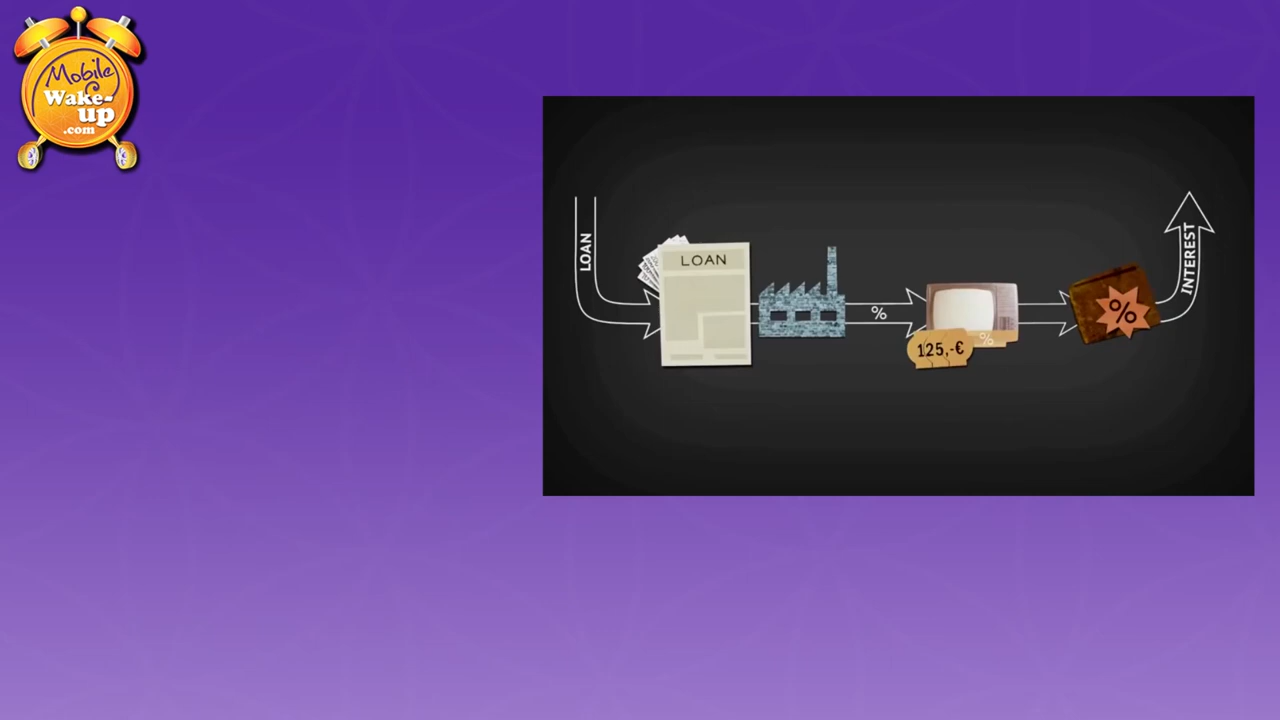 Mobile
Wake-
up
.com
LOAN
LOAN
%
125,-€
%
%
INTEREST